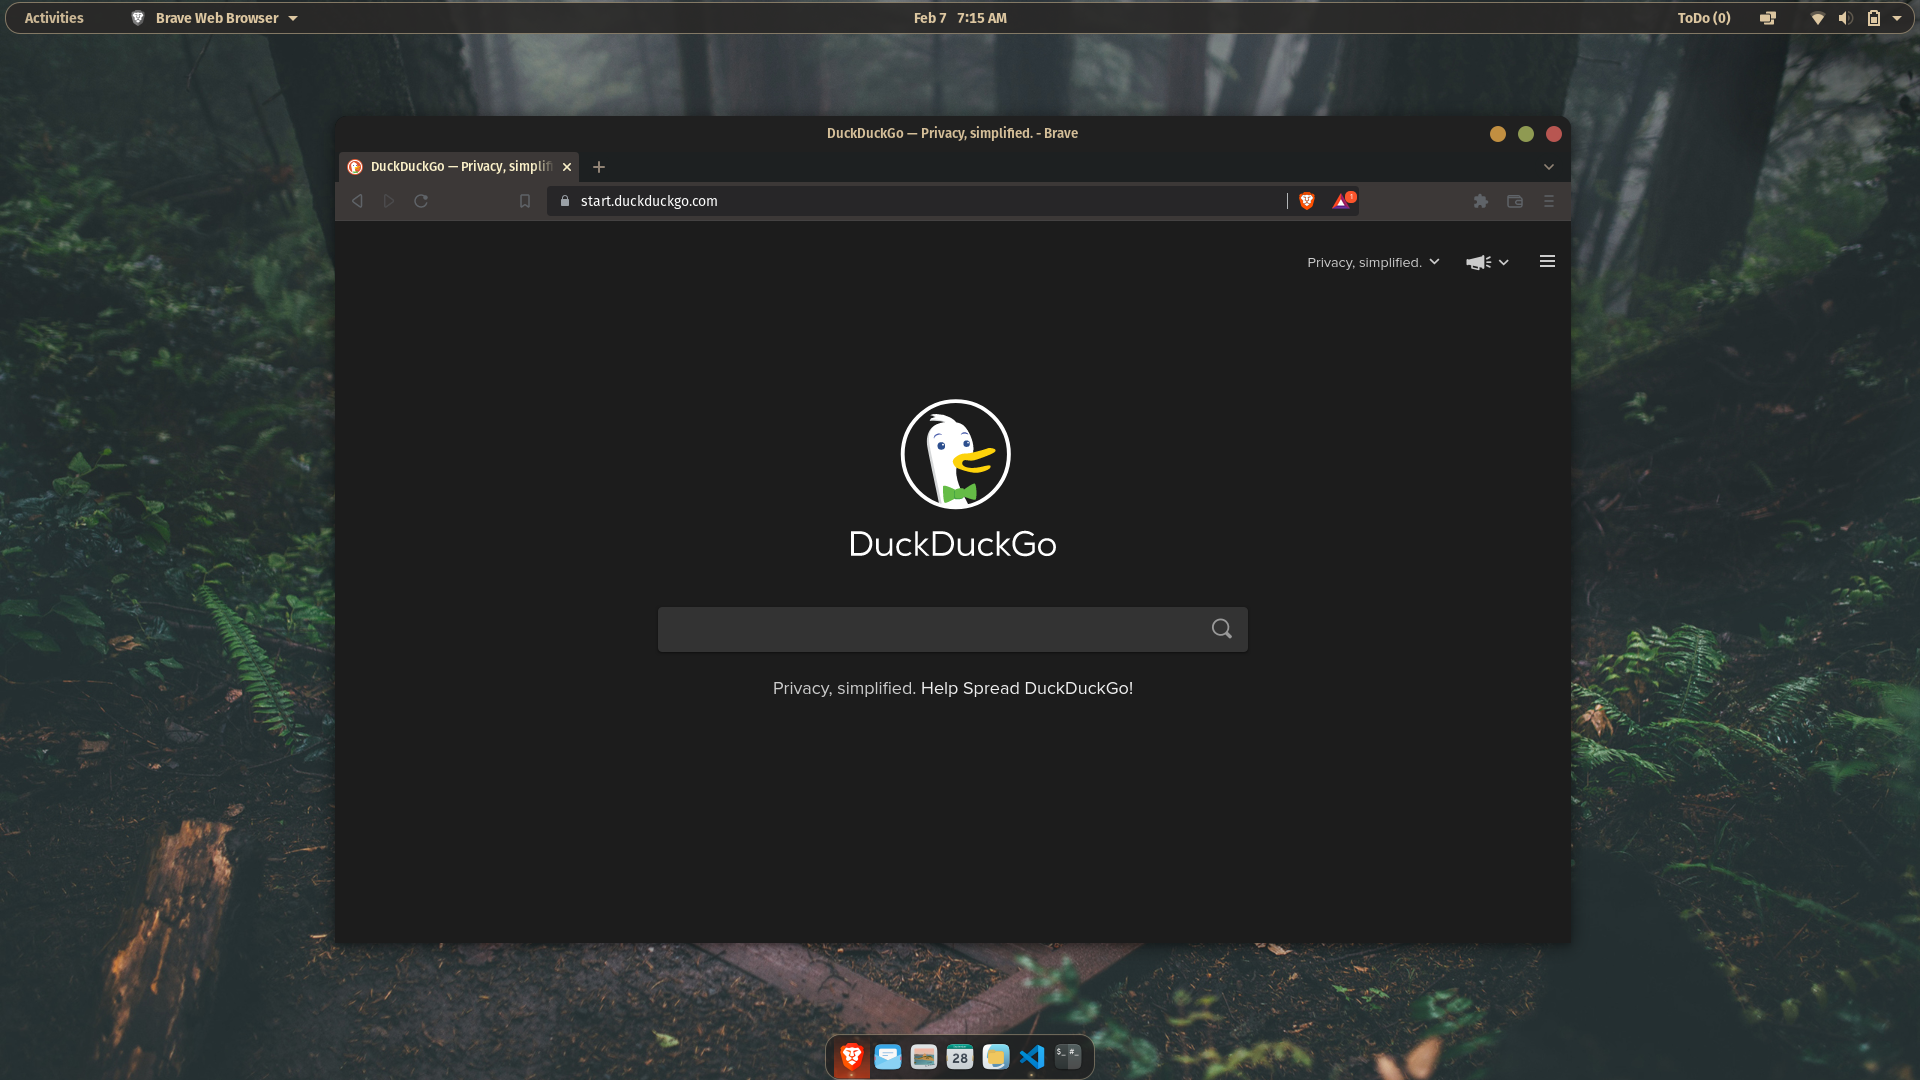 Activities Brave Web Browser Feb 7 7:15 AM ToDo (0)
DuckDuckGo — Privacy, simplified. - Brave
DuckDuckGo — Privacy, simplif
start.duckduckgo.com 1
Privacy, simplified.
DuckDuckGo
Privacy, simplified. Help Spread DuckDuckGo!
28 $_ #_